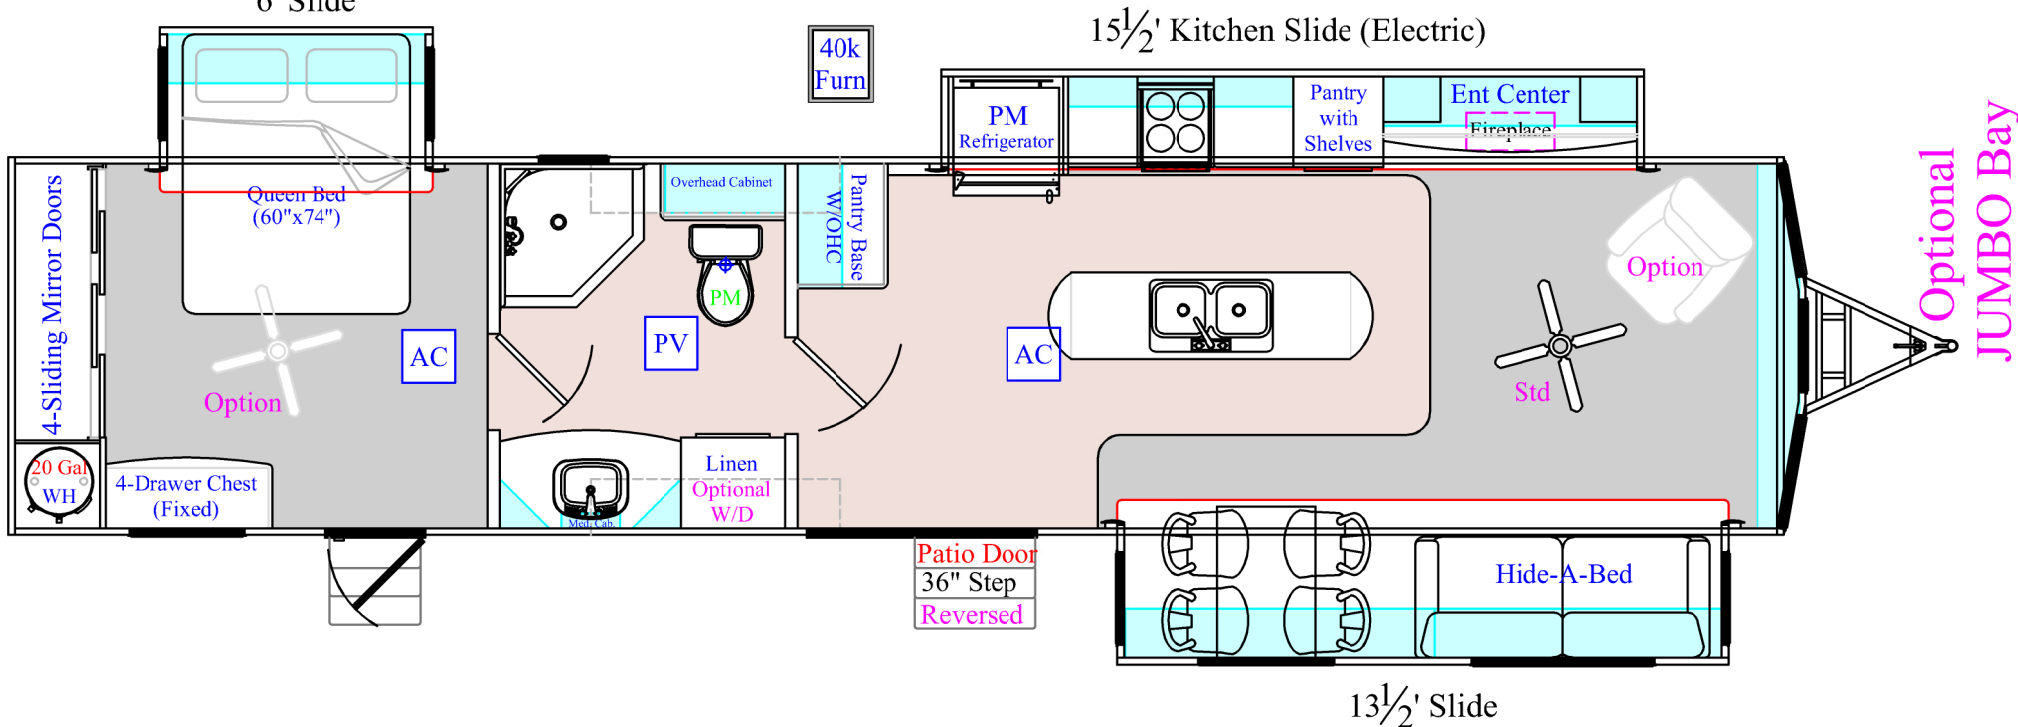 6' Slide
15½' Kitchen Slide (Electric)
40k
Furn
PM
Refrigerator
Pantry
with
Shelves
Ent Center
Fireplace
Optional
JUMBO Bay
4-Sliding Mirror Doors
Queen Bed
(60"x74")
Overhead Cabinet
Pantry Base
W/OHC
PM
Option
Std
AC
PV
AC
Option
20 Gal
WH
4-Drawer Chest
(Fixed)
Med. Cab.
Linen
Optional
W/D
Patio Door
36" Step
Reversed
Hide-A-Bed
13½' Slide